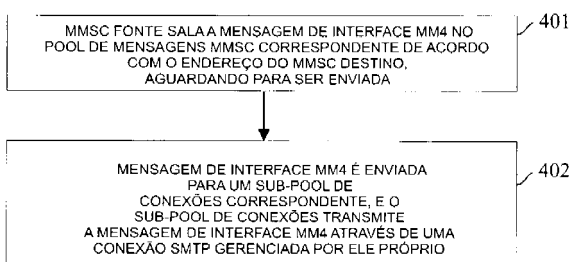 MMSC FONTE SALA A MENSAGEM DE INTERFACE MM4 NO
POOL DE MENSAGENS MMSC CORRESPONDENTE DE ACORDO
COM O ENDEREÇO DO MMSC DESTINO,
AGUARDANDO PARA SER ENVIADA
401
MENSAGEM DE INTERFACE MM4 É ENVIADA
PARA UM SUB-POOL DE
CONEXÕES CORRESPONDENTE, E O
SUB-POOL DE CONEXÕES TRANSMITE
A MENSAGEM DE INTERFACE MM4 ATRAVÉS DE UMA
CONEXÃO SMTP GERENCIADA POR ELE PRÓPRIO
402